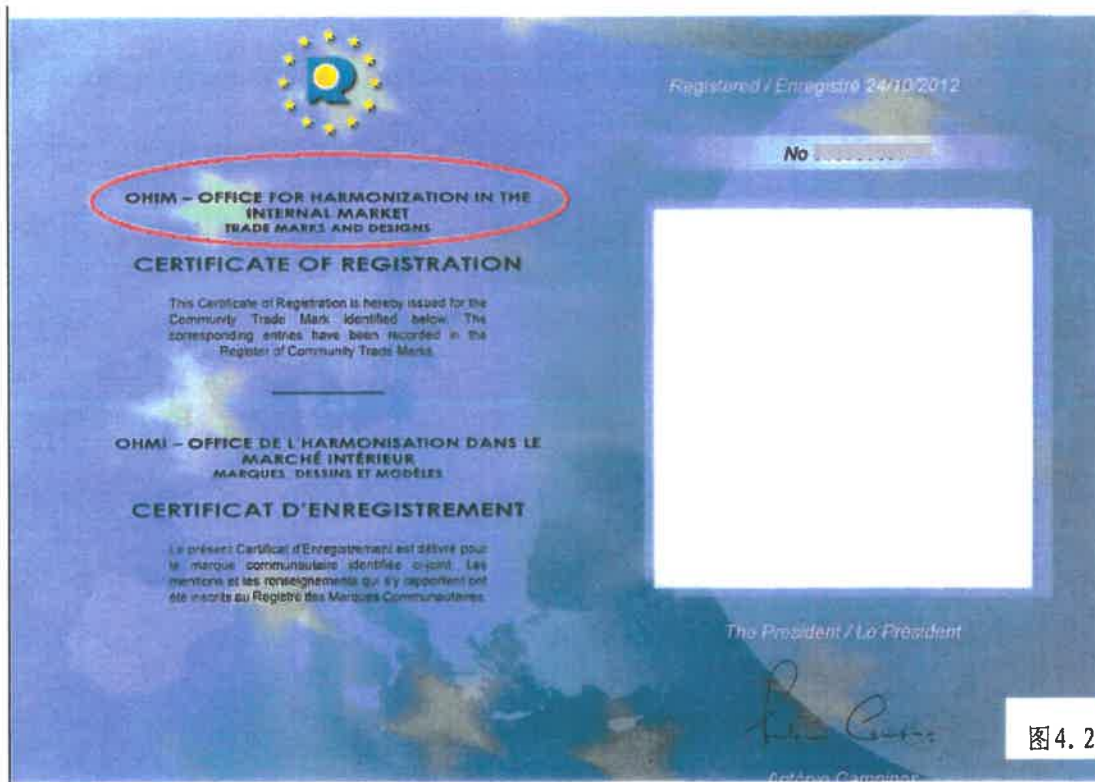 R
OHIM – OFFICE FOR HARMONIZATION IN THE
INTERNAL MARKET
TRADE MARKS AND DESIGNS
CERTIFICATE OF REGISTRATION
This Certificate of Registration is hereby issued for the
Community Trade Mark identified below. The
corresponding entries have been recorded in the
Register of Community Trade Marks.
OHMI – OFFICE DE L'HARMONISATION DANS LE
MARCHÉ INTÉRIEUR
MARQUES, DESSINS ET MODÈLES
CERTIFICAT D'ENREGISTREMENT
Le présent Certificat d'Enregistrement est délivré pour
la marque communautaire identifiée ci-joint. Les
mentions et les renseignements qui s'y rapportent ont
été inscrits au Registre des Marques Communautaires.
Registered / Enregistré 24/10/2012
No .........
The President / Le Président
António Campinos
图4.2